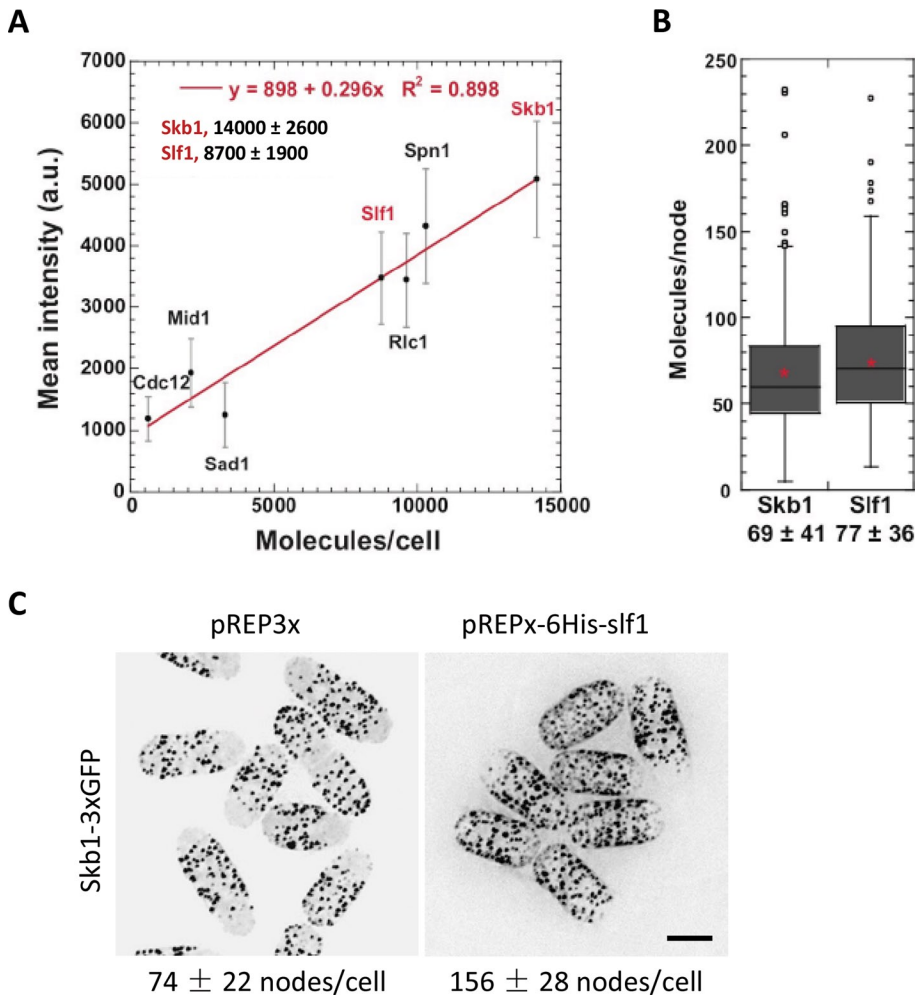 A
7000
6000
5000
4000
3000
2000
1000
0
Mean intensity (a.u.)
y = 898 + 0.296x R² = 0.898
Skb1, 14000 ± 2600
Slf1, 8700 ± 1900
Skb1
Spn1
Slf1
Rlc1
Mid1
Cdc12
Sad1
0 5000 10000 15000
Molecules/cell
B
250
200
150
100
50
0
Molecules/node
Skb1 Slf1
69 ± 41 77 ± 36
C
pREP3x pREPx-6His-slf1
Skb1-3xGFP
74 ± 22 nodes/cell 156 ± 28 nodes/cell